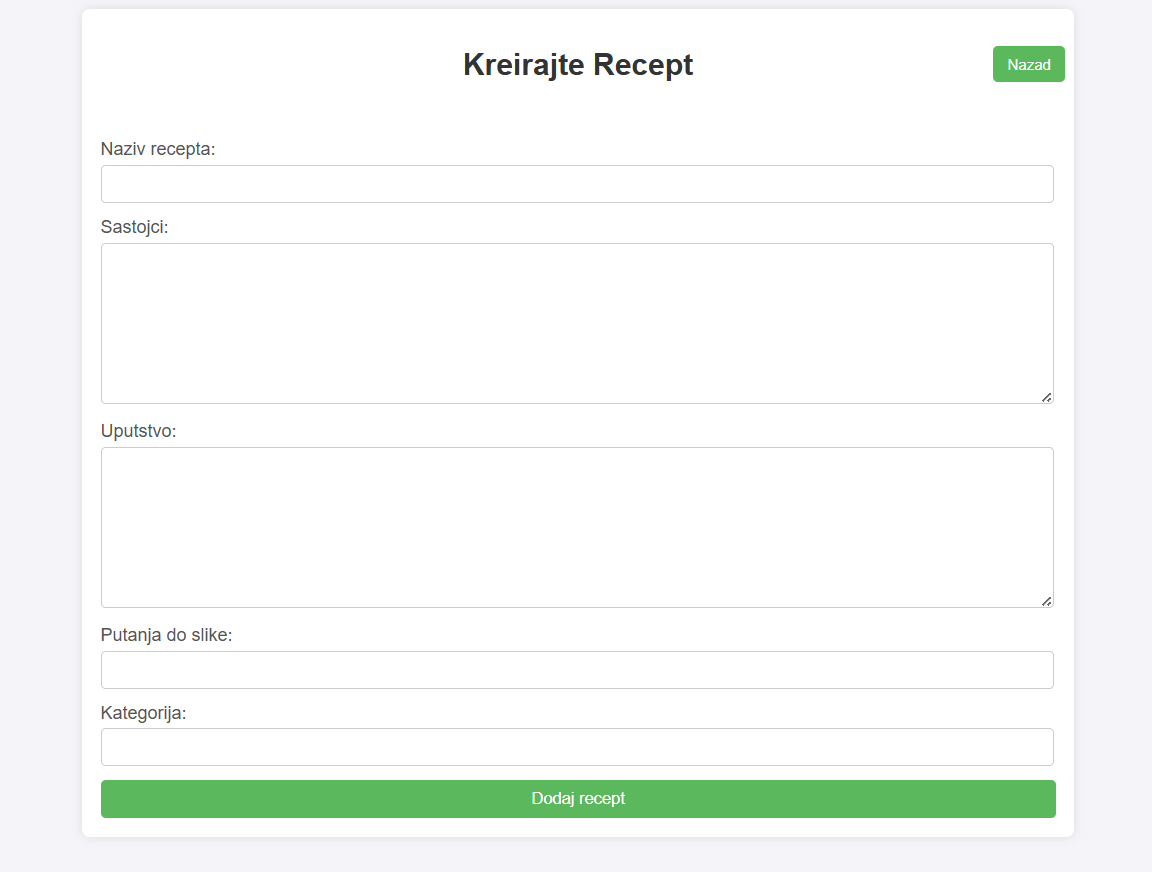 Kreirajte Recept
Nazad
Naziv recepta:
Sastojci:
Uputstvo:
Putanja do slike:
Kategorija:
Dodaj recept